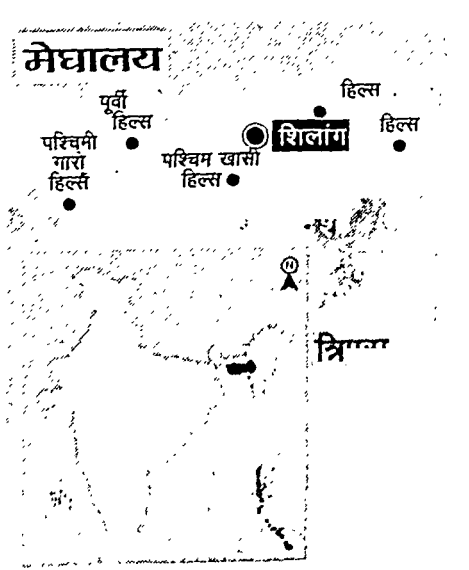 मेघालय
पूर्वी
हिल्स
हिल्स
हिल्स
शिलांग
पश्चिमी
गारो
हिल्स
पश्चिम खासी
हिल्स
N